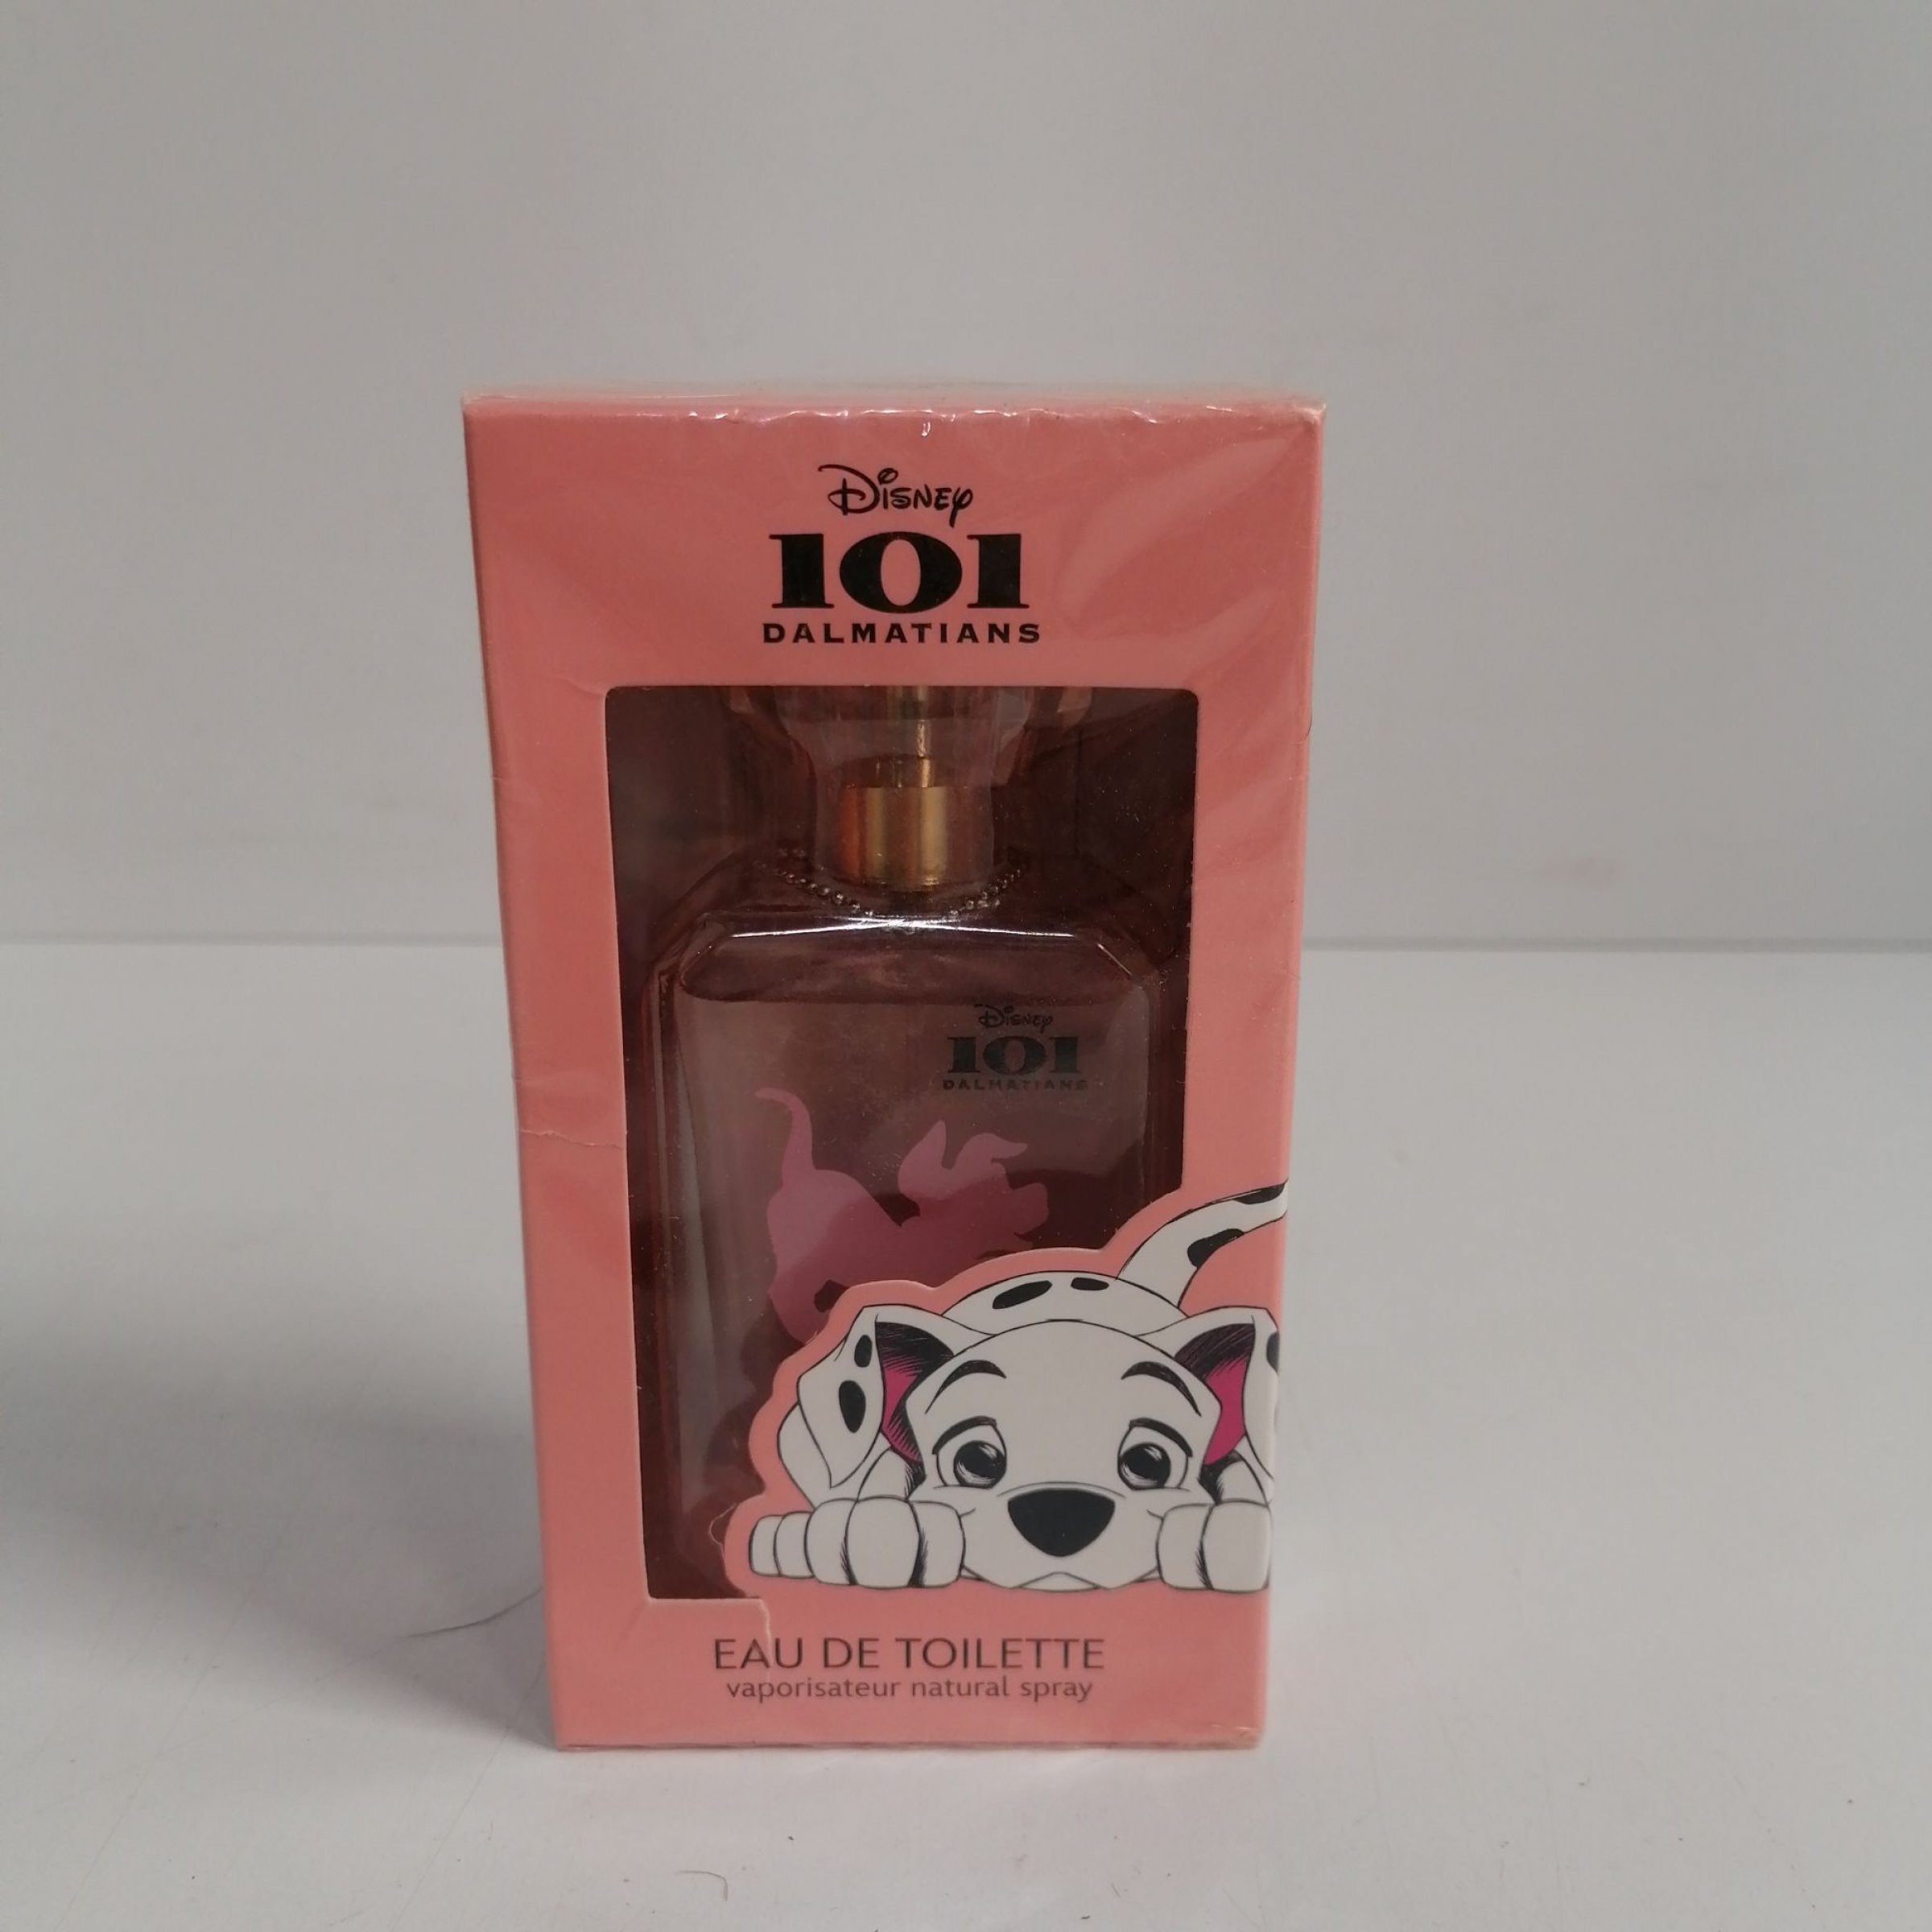 Disney
101
DALMATIANS
Disney
101
DALMATIANS
EAU DE TOILETTE
vaporisateur natural spray